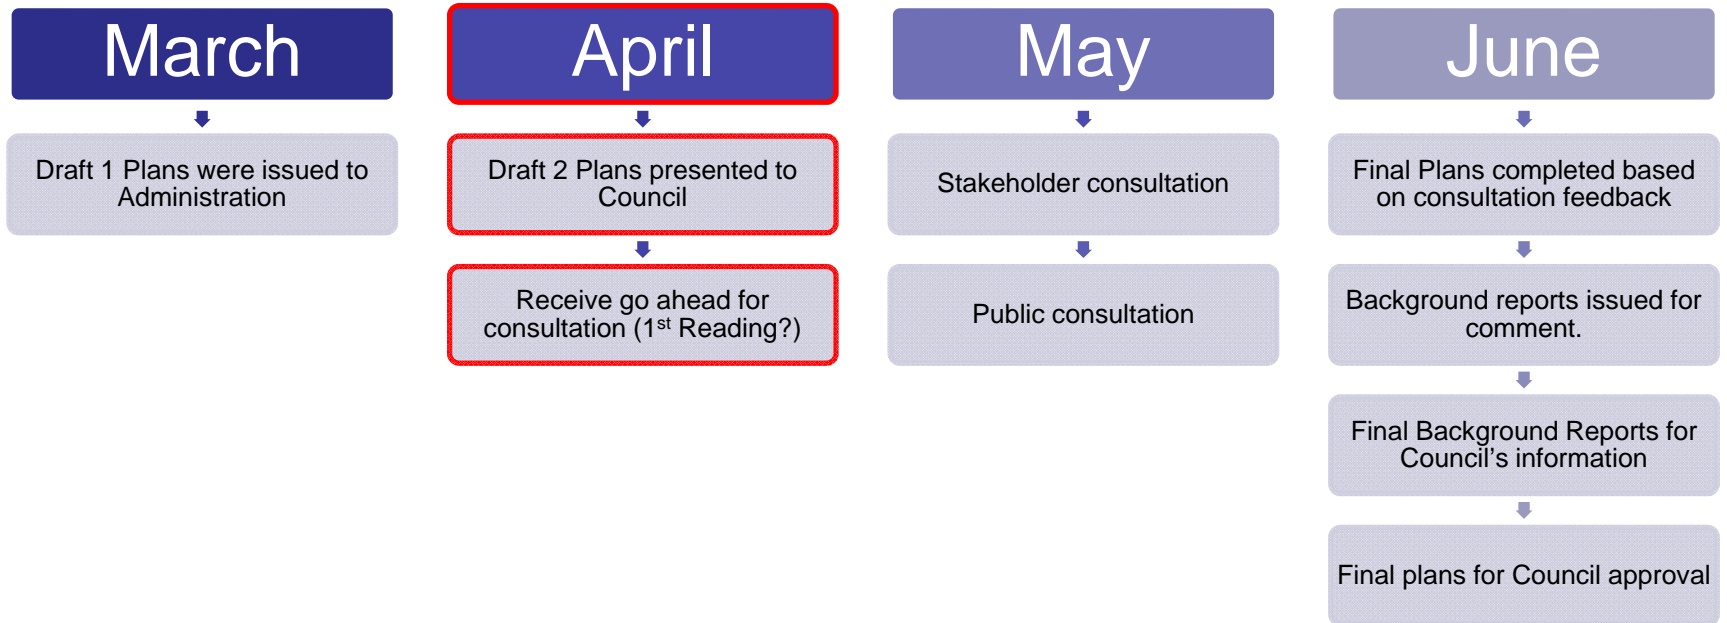 March
Draft 1 Plans were issued to
Administration
April
Draft 2 Plans presented to
Council
Receive go ahead for
consultation (1st Reading?)
May
Stakeholder consultation
Public consultation
June
Final Plans completed based
on consultation feedback
Background reports issued for
comment.
Final Background Reports for
Council’s information
Final plans for Council approval